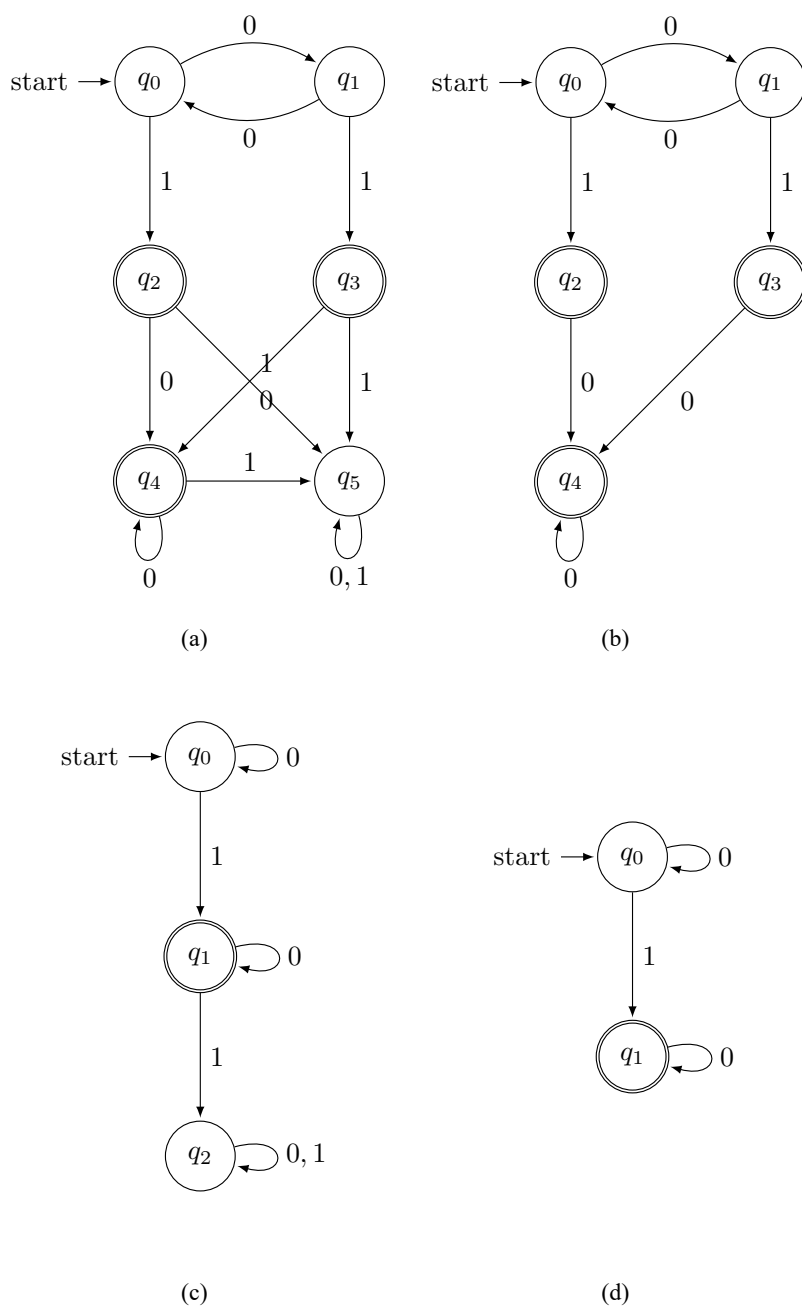 0 0
start q0 q1 start q0 q1
0 0
1 1 1 1
q2 q3 q2 q3
1
0 0 1 0 0
q4 1 q5 q4
0 0, 1 0
(a) (b)
start q0 0
1 start q0 0
q1 0 1
1 q1 0
q2 0, 1
(c) (d)